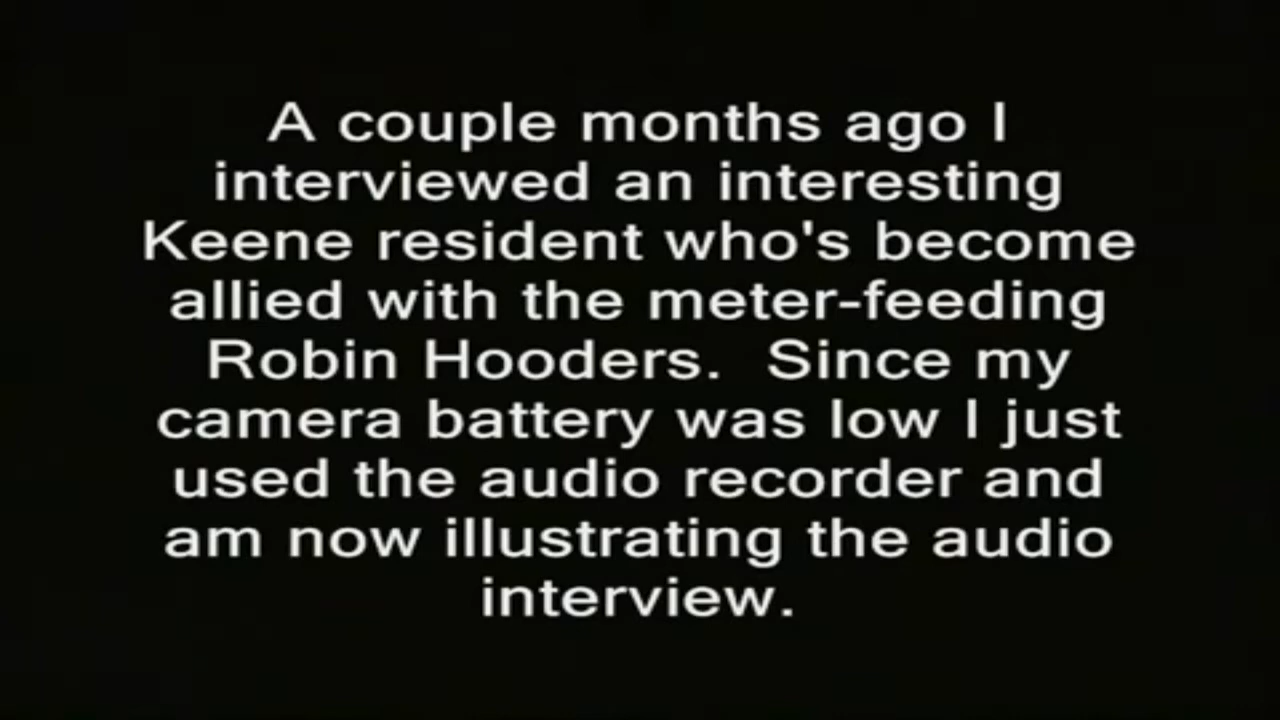 A couple months ago I
interviewed an interesting
Keene resident who's become
allied with the meter-feeding
Robin Hooders.  Since my
camera battery was low I just
used the audio recorder and
am now illustrating the audio
interview.